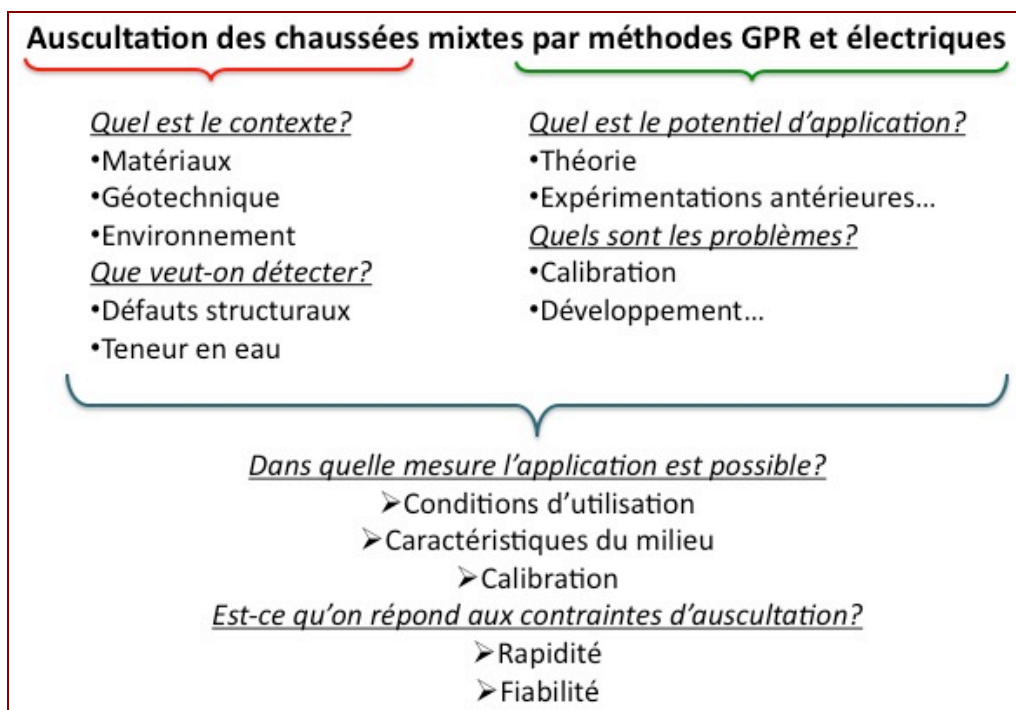 Auscultation des chaussées mixtes par méthodes GPR et électriques
Quel est le contexte?
•Matériaux
•Géotechnique
•Environnement
Que veut-on détecter?
•Défauts structuraux
•Teneur en eau
Quel est le potentiel d’application?
•Théorie
•Expérimentations antérieures…
Quels sont les problèmes?
•Calibration
•Développement…
Dans quelle mesure l’application est possible?
➢Conditions d’utilisation
➢Caractéristiques du milieu
➢Calibration
Est-ce qu’on répond aux contraintes d’auscultation?
➢Rapidité
➢Fiabilité